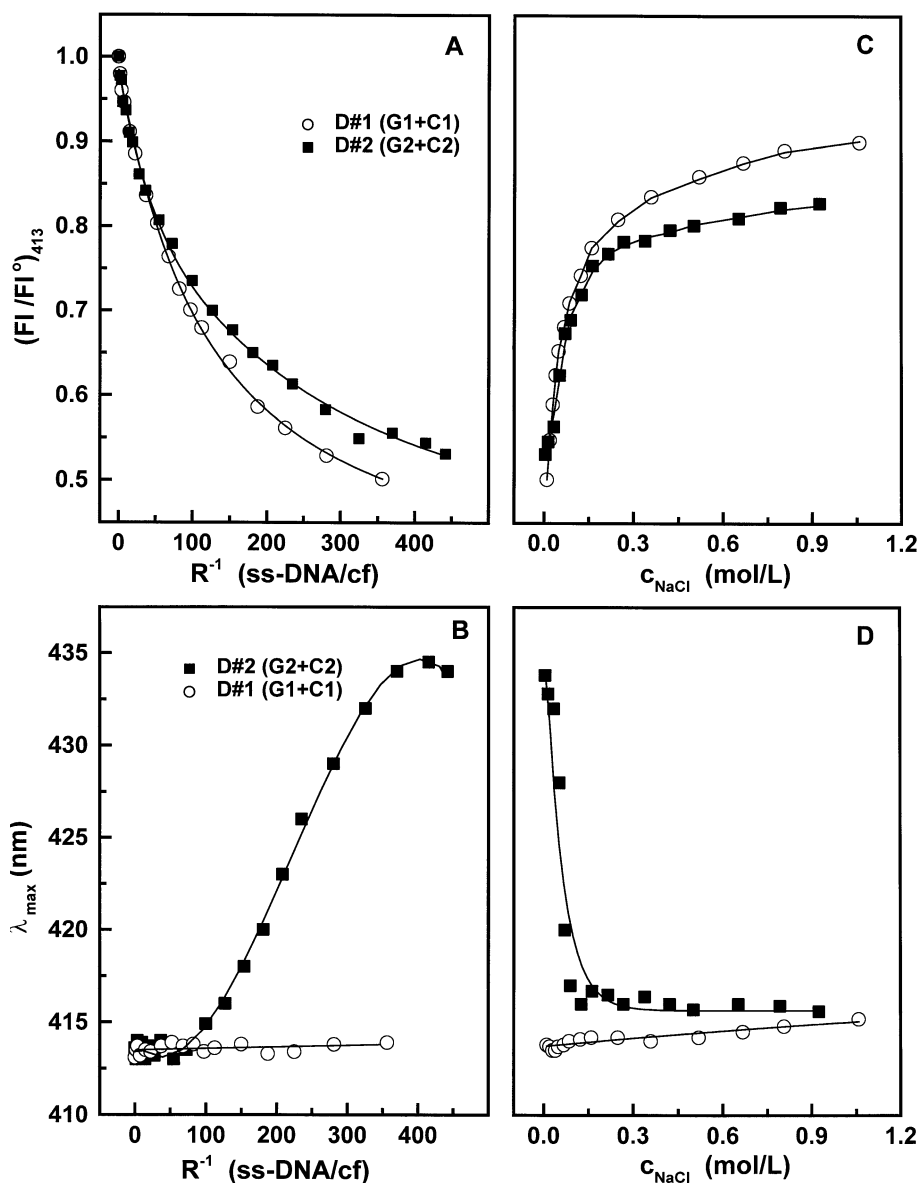 A
1.0
0.9
0.8
0.7
0.6
0.5
(FI/FI°)413
D#1 (G1+C1)
D#2 (G2+C2)
0 100 200 300 400
R-1 (ss-DNA/cf)
C
0.0 0.3 0.6 0.9 1.2
cNaCl (mol/L)
B
435
430
425
420
415
410
λmax (nm)
D#2 (G2+C2)
D#1 (G1+C1)
0 100 200 300 400
R-1 (ss-DNA/cf)
D
0.0 0.3 0.6 0.9 1.2
cNaCl (mol/L)